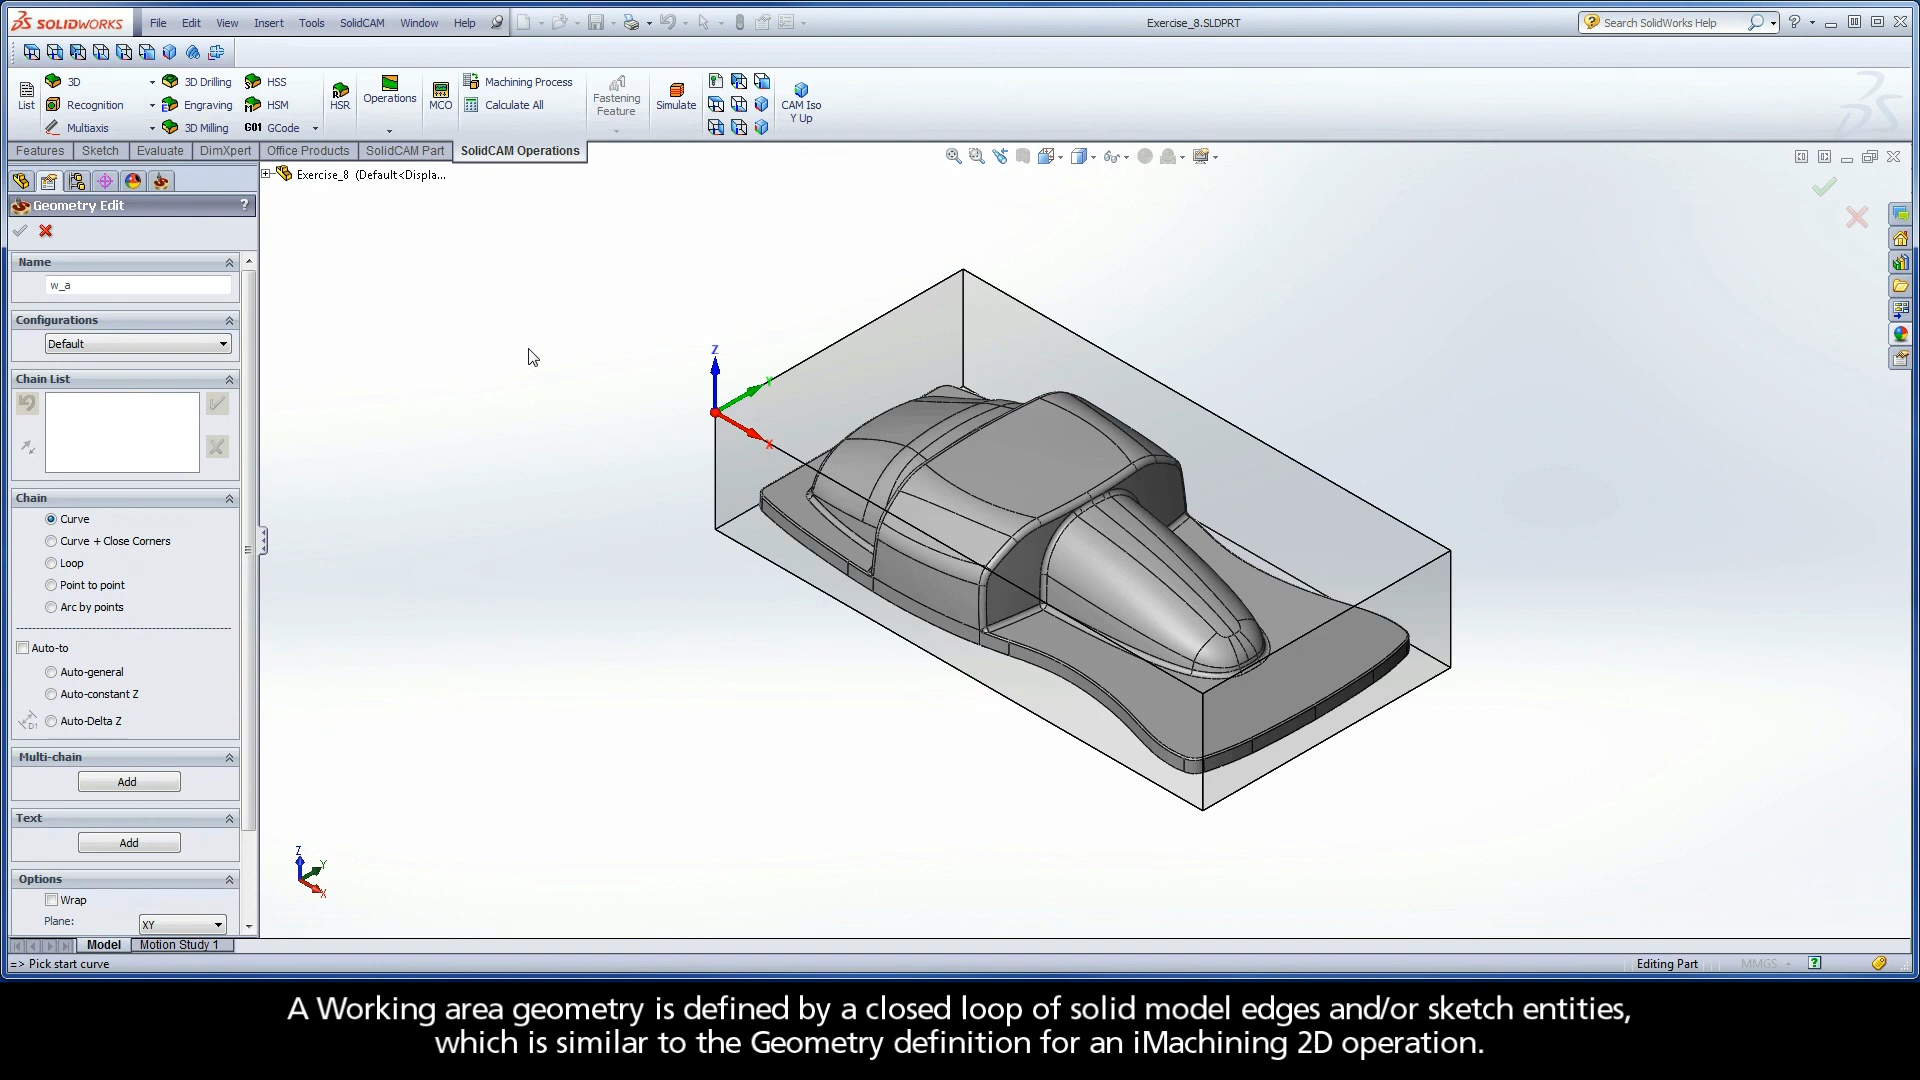 SOLIDWORKS File Edit View Insert Tools SolidCAM Window Help Exercise_8.SLDPRT Search SolidWorks Help
3D 3D Drilling HSS Machining Process
List Recognition Engraving HSM HSR Operations MCO Calculate All Fastening Feature Simulate CAM Iso Y Up
Multiaxis 3D Milling G01 GCode
Features Sketch Evaluate DimXpert Office Products SolidCAM Part SolidCAM Operations
Exercise_8 (Default<Displa...
Geometry Edit ?
Name
w_a
Configurations
Default
Chain List
Chain
Curve
Curve + Close Corners
Loop
Point to point
Arc by points
Auto-to
Auto-general
Auto-constant Z
Auto-Delta Z
Multi-chain
Add
Text
Add
Options
Wrap
Plane: XY
Z
Y
X
Z
Y
X
Model Motion Study 1
=> Pick start curve Editing Part MMGS
A Working area geometry is defined by a closed loop of solid model edges and/or sketch entities,
which is similar to the Geometry definition for an iMachining 2D operation.